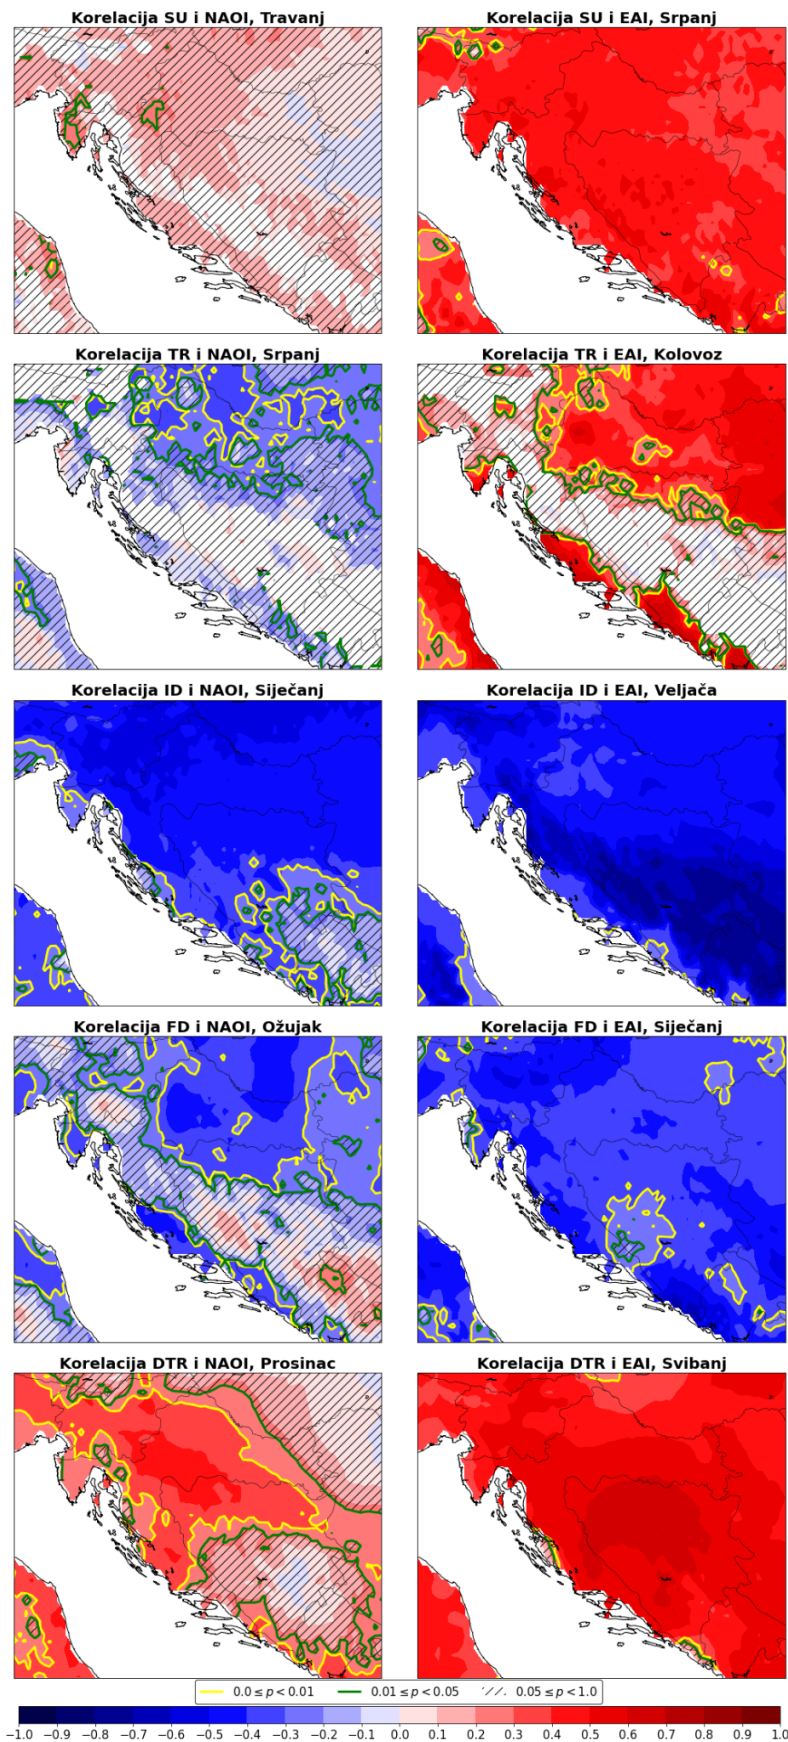 Korelacija SU i NAOI, Travanj
Korelacija SU i EAI, Srpanj
Korelacija TR i NAOI, Srpanj
Korelacija TR i EAI, Kolovoz
Korelacija ID i NAOI, Siječanj
Korelacija ID i EAI, Veljača
Korelacija FD i NAOI, Ožujak
Korelacija FD i EAI, Siječanj
Korelacija DTR i NAOI, Prosinac
Korelacija DTR i EAI, Svibanj
0.0 ≤ p < 0.01
0.01 ≤ p < 0.05
0.05 ≤ p < 1.0
−1.0 −0.9 −0.8 −0.7 −0.6 −0.5 −0.4 −0.3 −0.2 −0.1 0.0 0.1 0.2 0.3 0.4 0.5 0.6 0.7 0.8 0.9 1.0